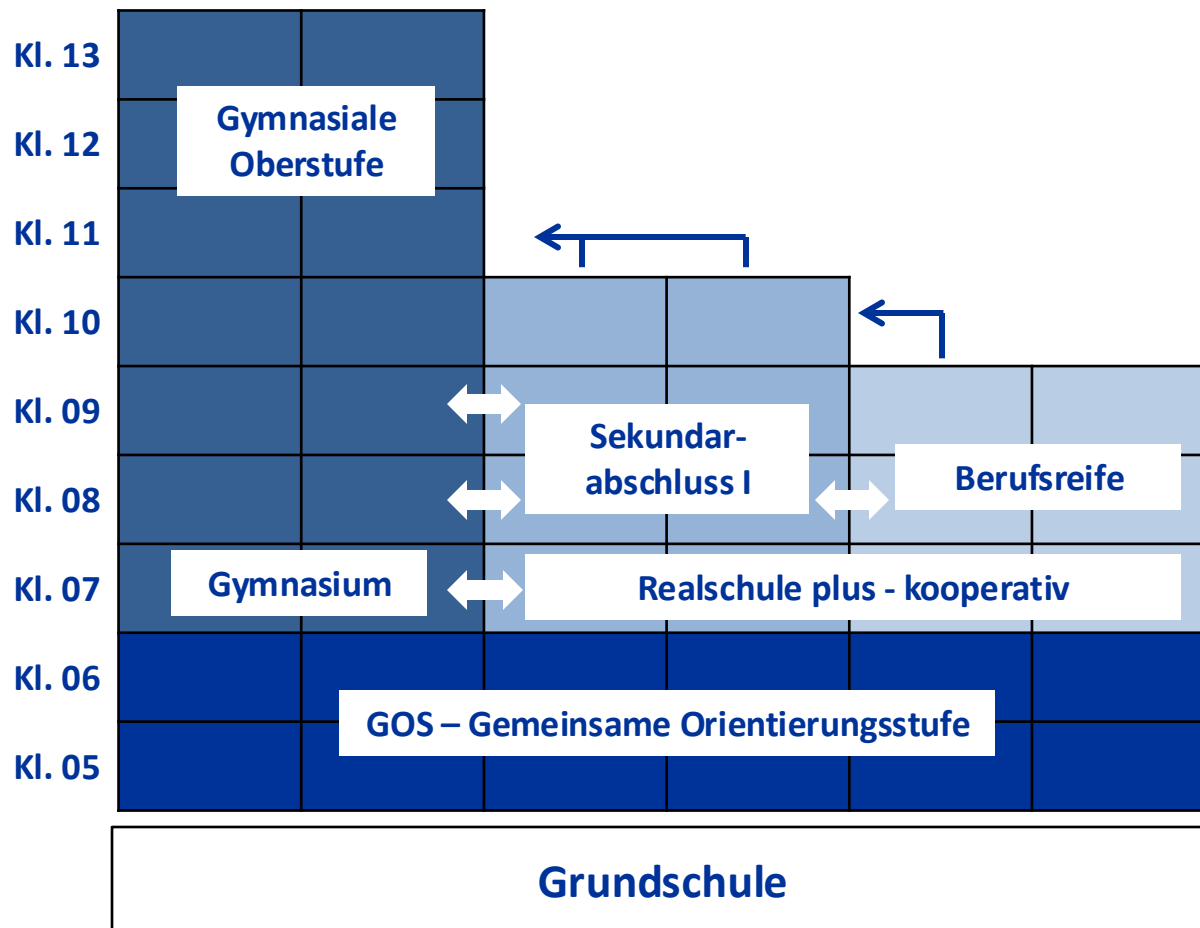 Kl. 13
Gymnasiale
Oberstufe
Kl. 12
Kl. 11
Kl. 10
Kl. 09
Sekundar-
abschluss I
Kl. 08
Berufsreife
Kl. 07
Gymnasium
Realschule plus - kooperativ
Kl. 06
GOS – Gemeinsame Orientierungsstufe
Kl. 05
Grundschule